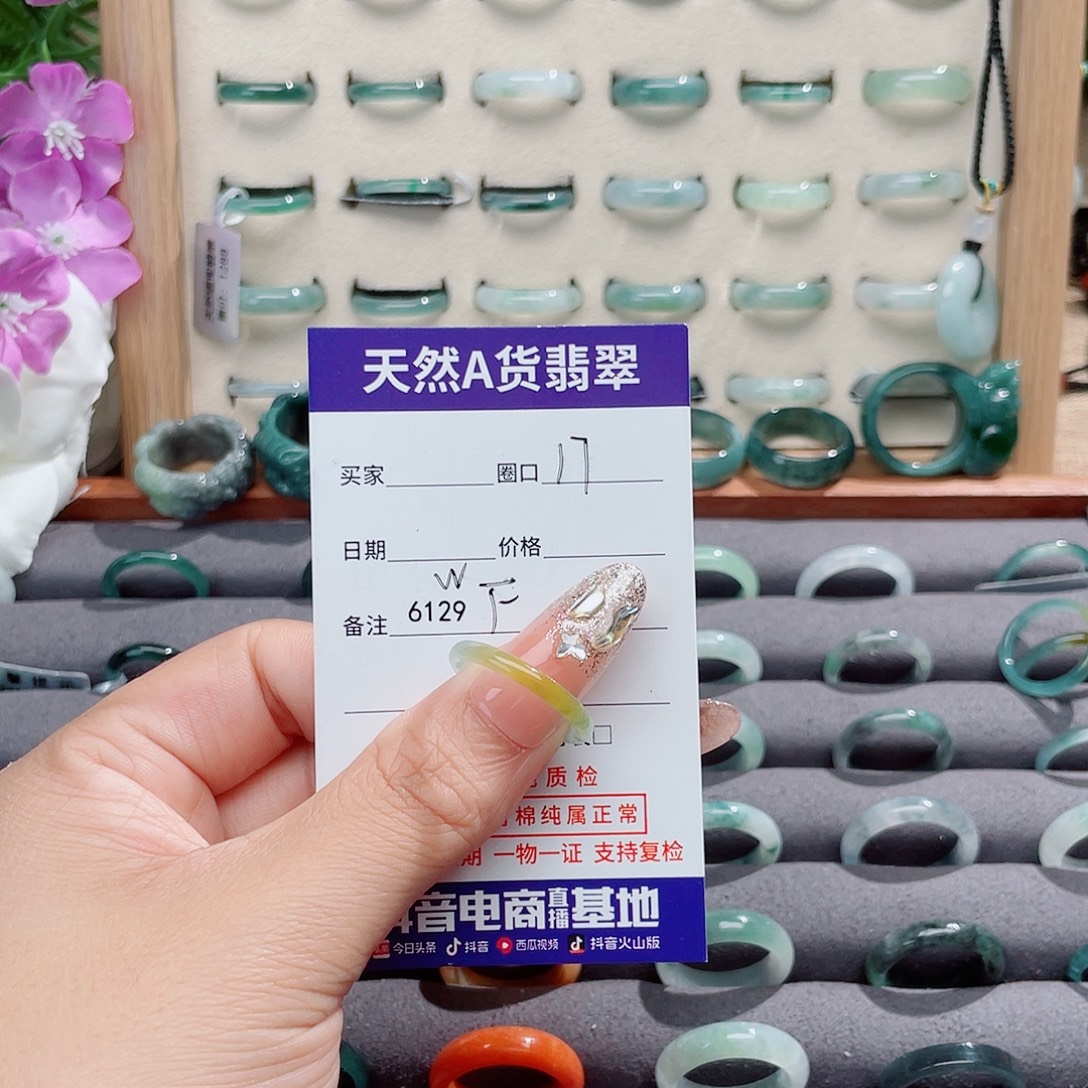 天然A货翡翠
买家 圈口 17
日期 价格
W
备注 6129 下
质检
棉纯属正常
期 一物一证 支持复检
抖音电商直播基地
今日头条 抖音 西瓜视频 抖音火山版